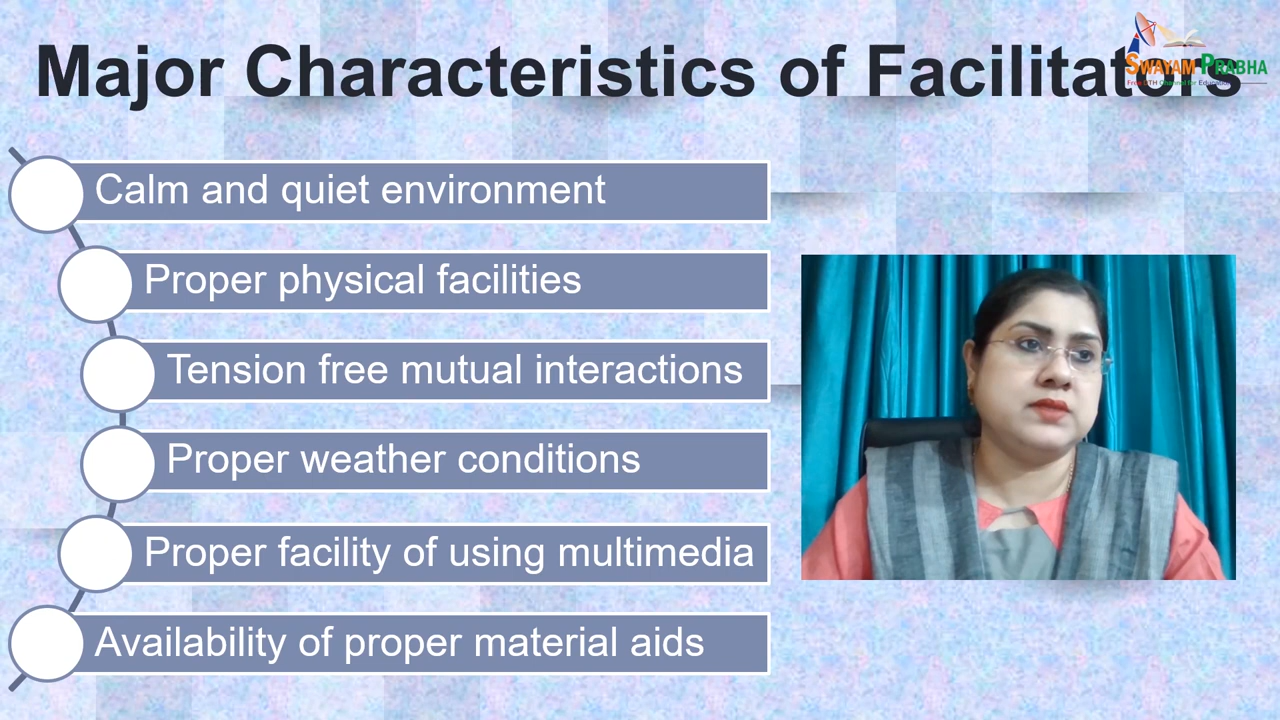 Major Characteristics of Facilitators
SWAYAM PRABHA
Calm and quiet environment
Proper physical facilities
Tension free mutual interactions
Proper weather conditions
Proper facility of using multimedia
Availability of proper material aids